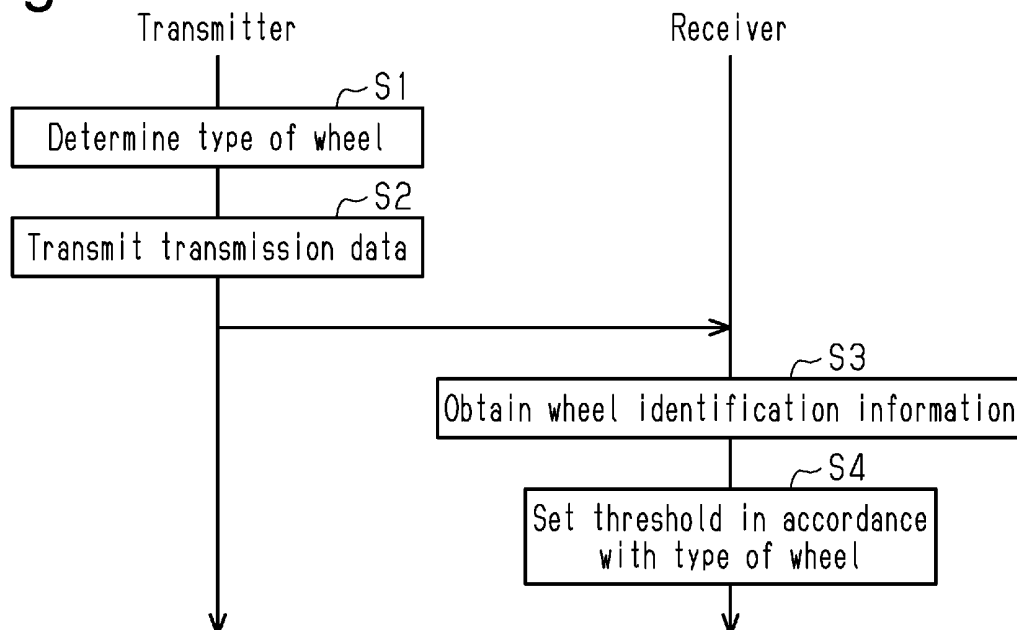 Transmitter
Receiver
S1
Determine type of wheel
S2
Transmit transmission data
S3
Obtain wheel identification information
S4
Set threshold in accordance
with type of wheel